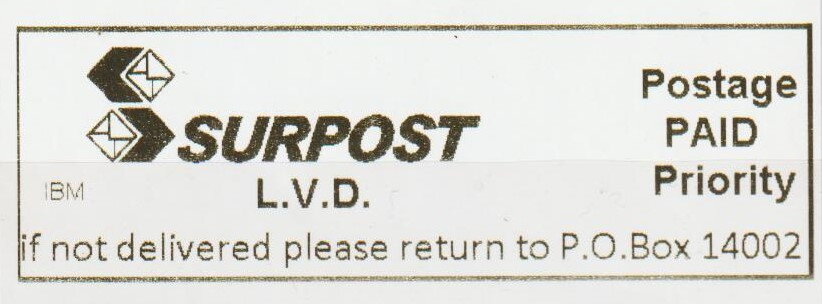 SURPOST
L.V.D.
IBM
Postage
PAID
Priority
if not delivered please return to P.O.Box 14002